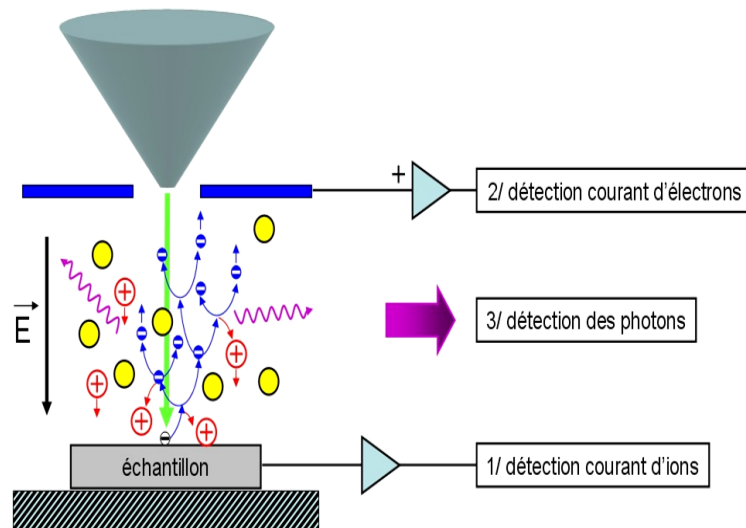 +
2/ détection courant d'électrons
E
3/ détection des photons
échantillon
1/ détection courant d'ions